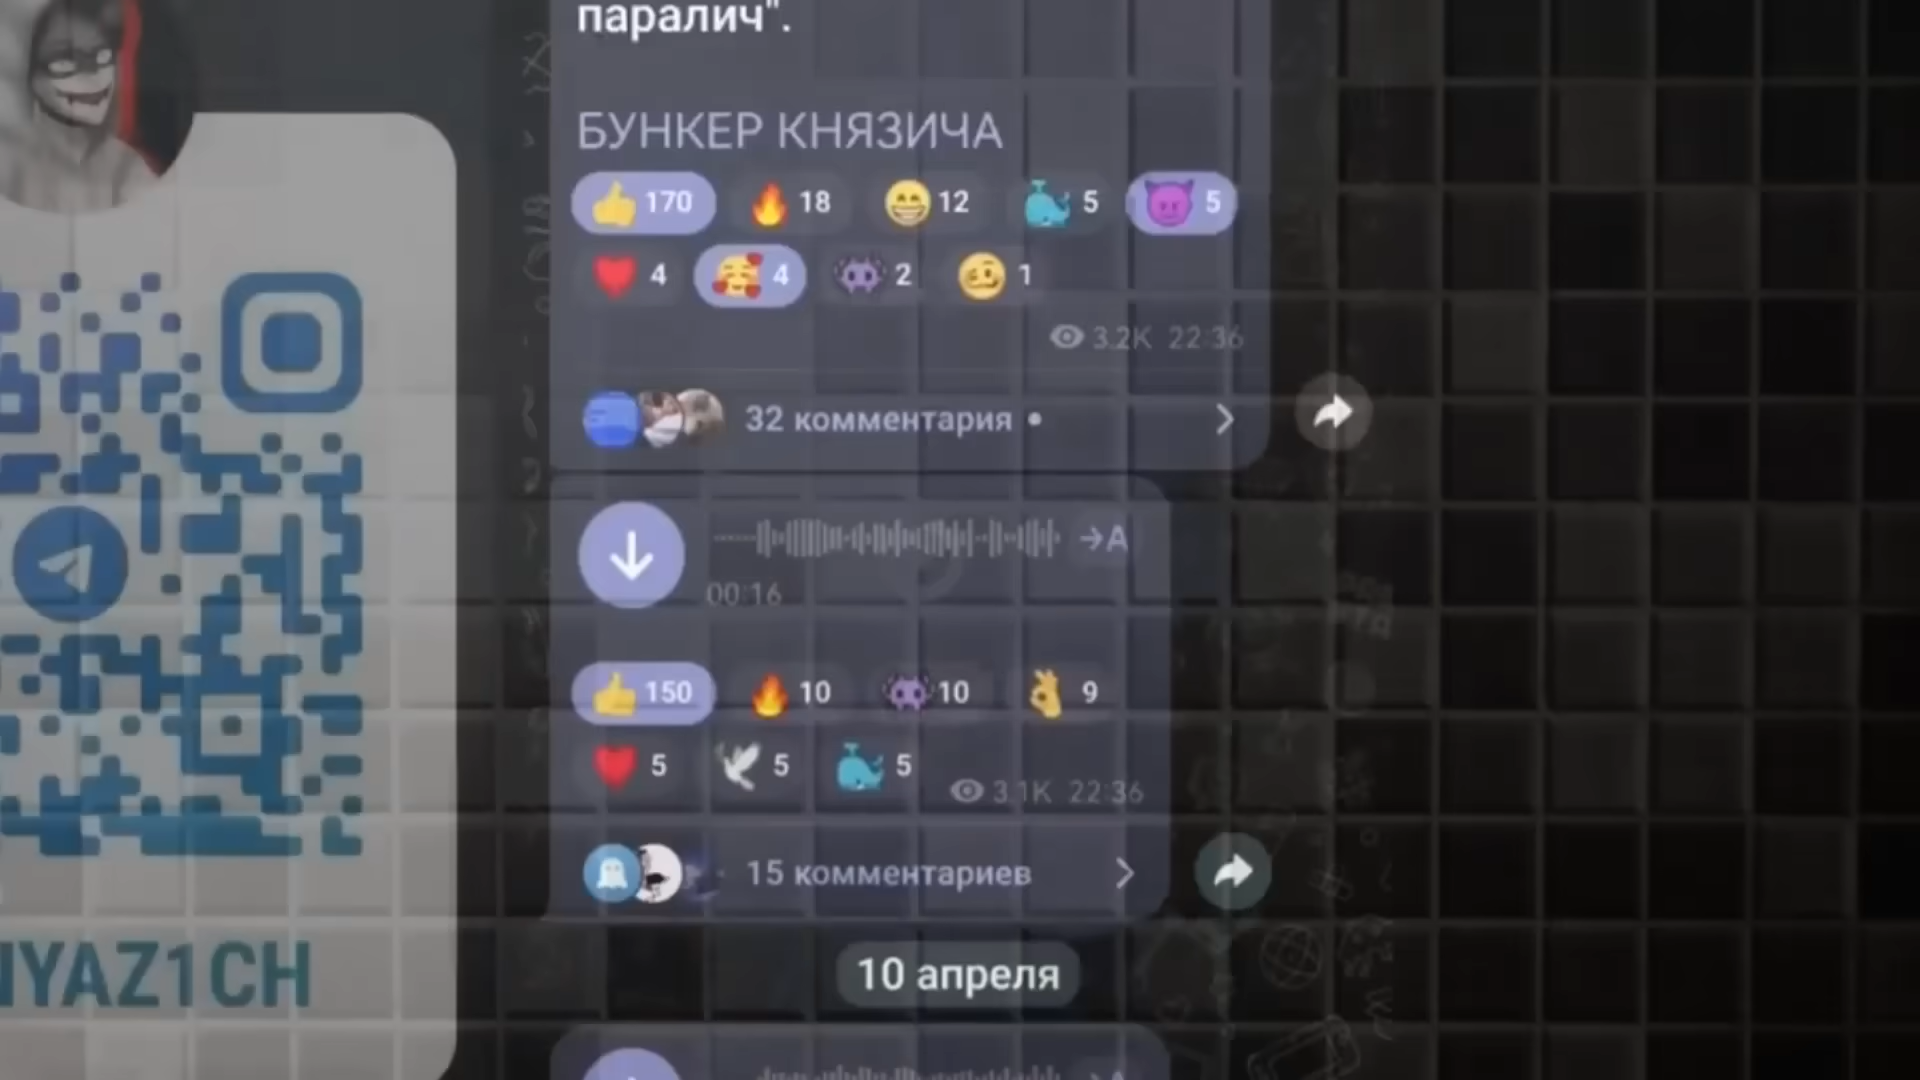 паралич".
БУНКЕР КНЯЗИЧА
170 18 12 5 5
4 4 2 1
3.2K 22:36
32 комментария •
→A
00:16
150 10 10 9
5 5 5
3.1K 22:36
15 комментариев
NYAZ1CH
10 апреля
→A